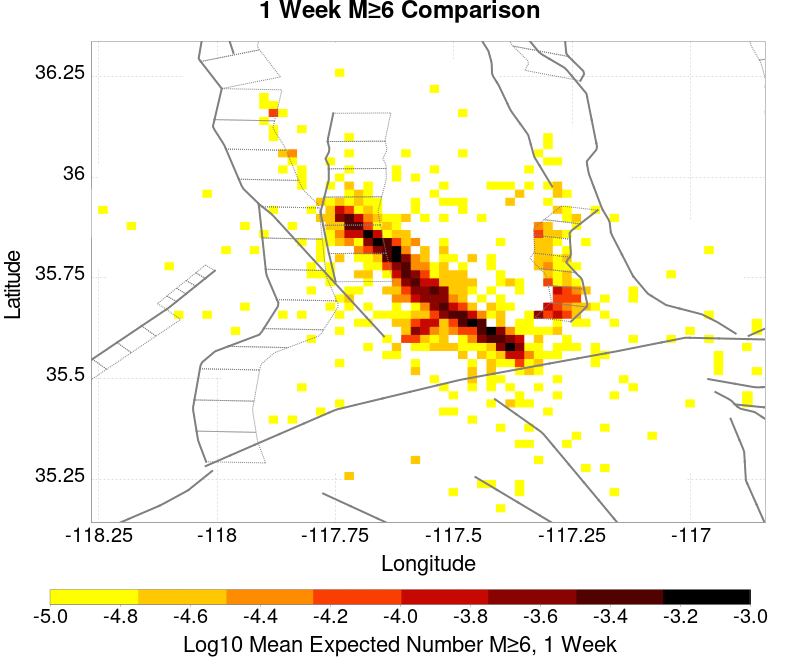 1 Week M≥6 Comparison
36.25
36
35.75
35.5
35.25
Latitude
-118.25 -118 -117.75 -117.5 -117.25 -117
Longitude
-5.0 -4.8 -4.6 -4.4 -4.2 -4.0 -3.8 -3.6 -3.4 -3.2 -3.0
Log10 Mean Expected Number M≥6, 1 Week